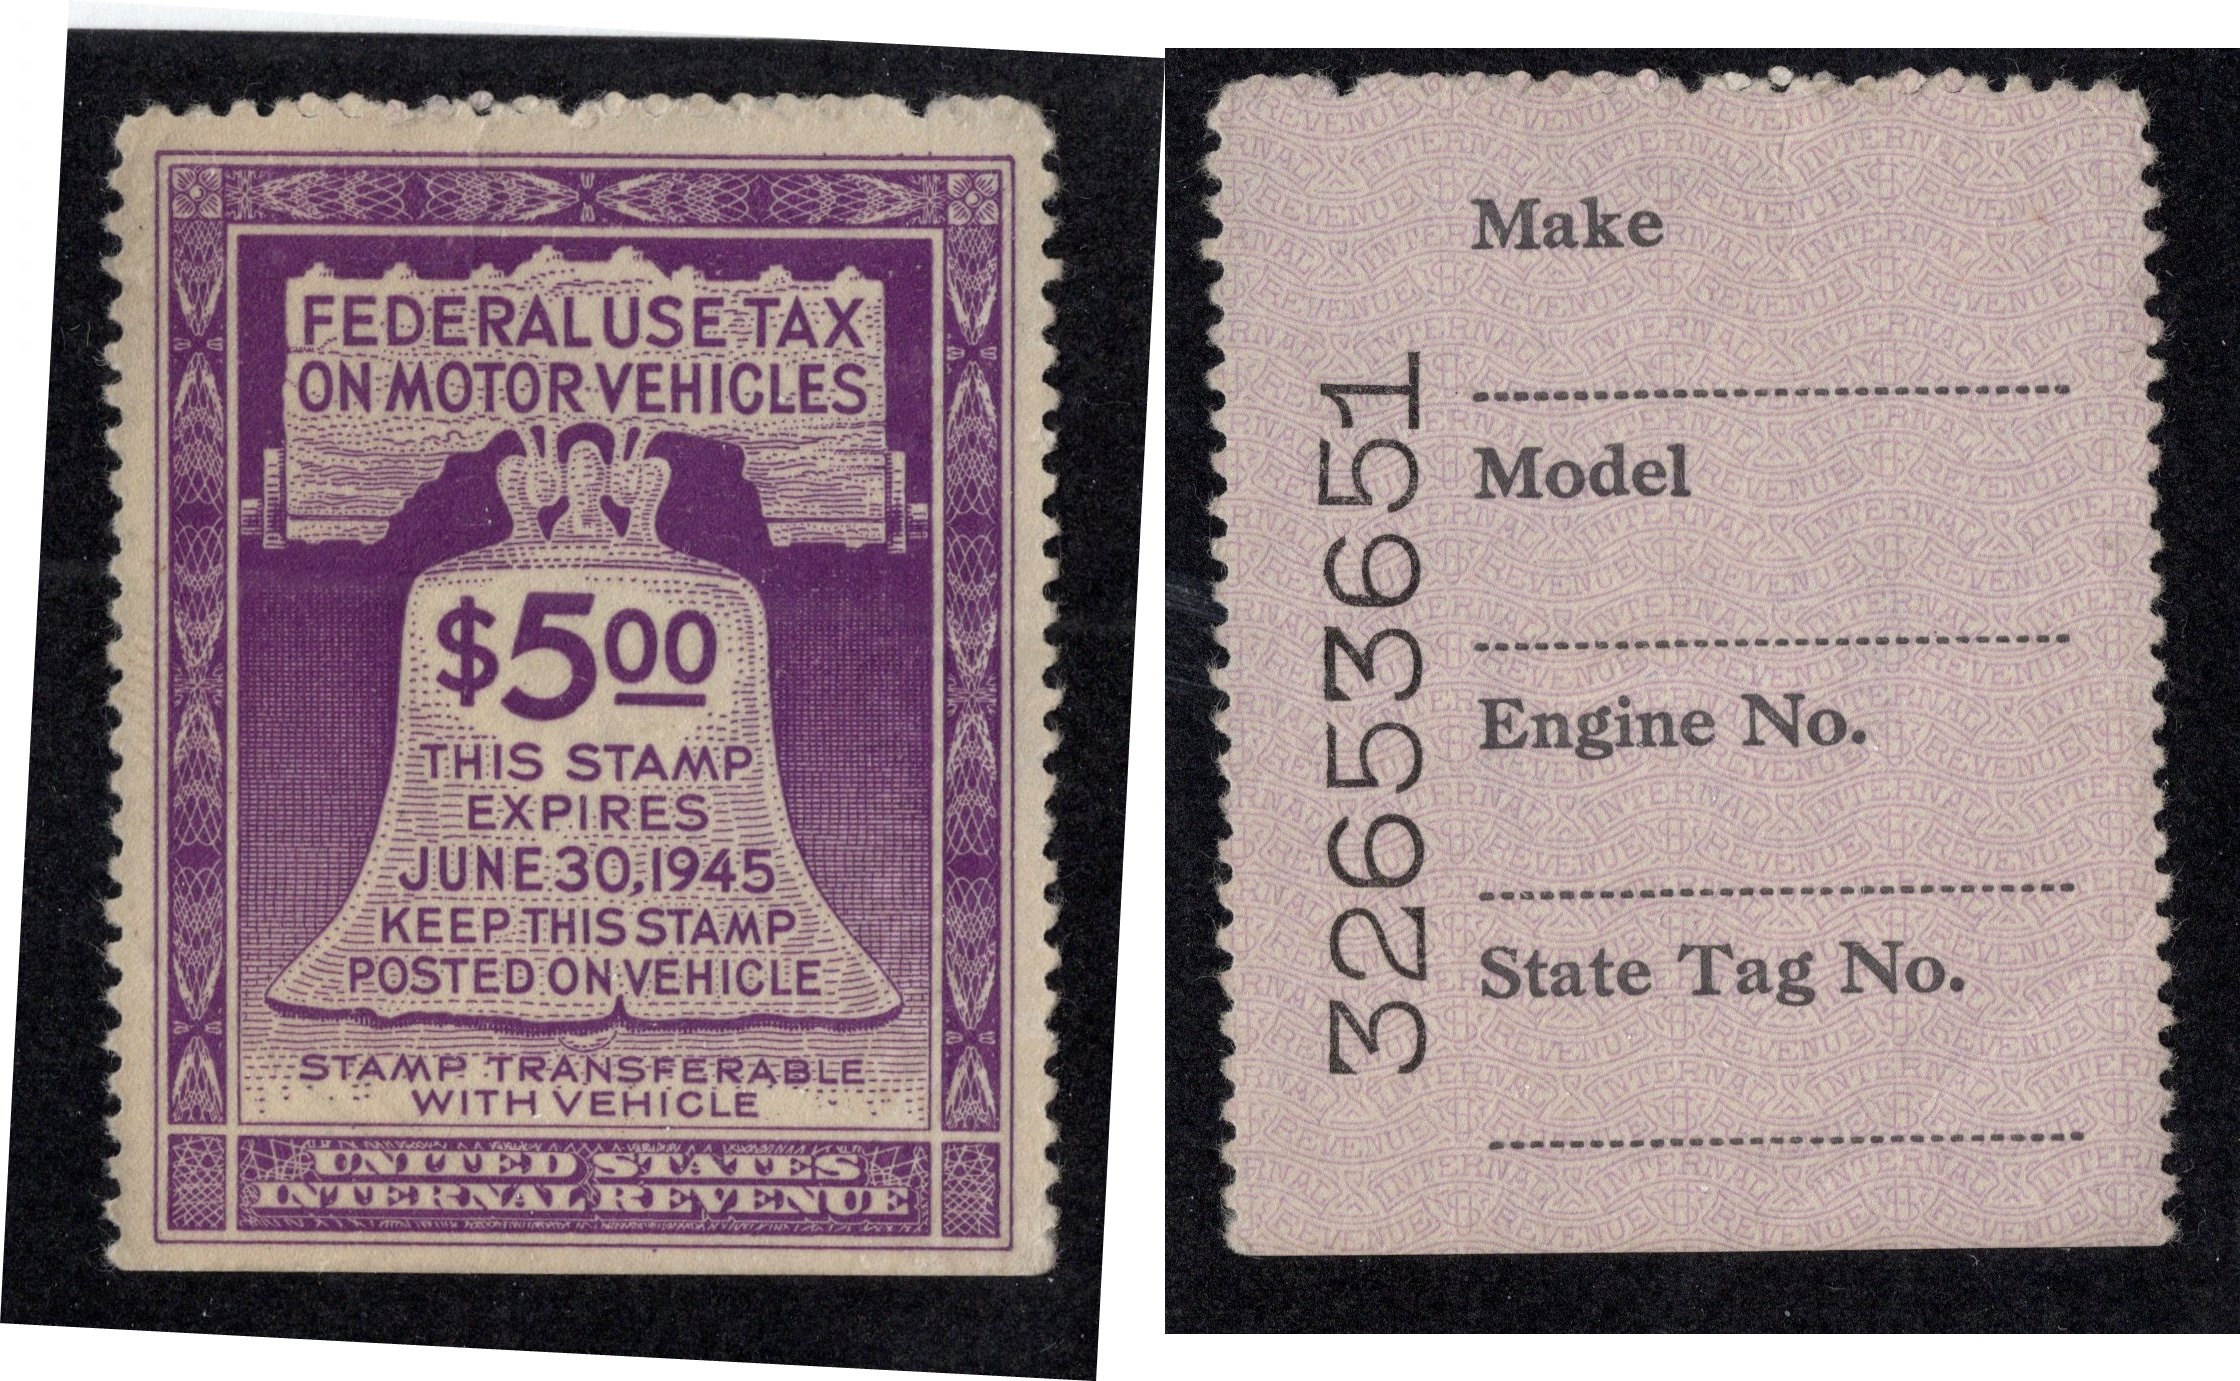 FEDERAL USE TAX
ON MOTOR VEHICLES
$5.00
THIS STAMP
EXPIRES
JUNE 30, 1945
KEEP THIS STAMP
POSTED ON VEHICLE
STAMP TRANSFERABLE
WITH VEHICLE
UNITED STATES
INTERNAL REVENUE
32653651
Make
Model
Engine No.
State Tag No.